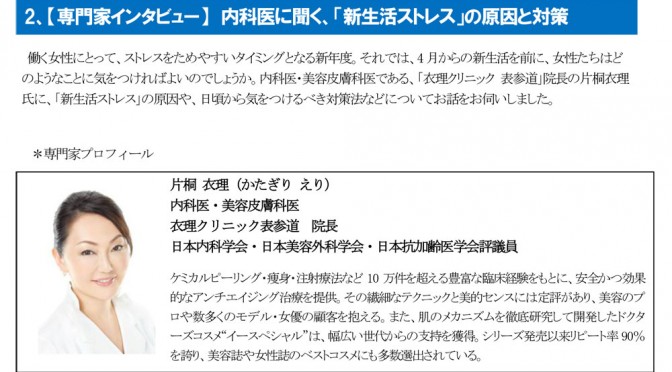 ２、【専門家インタビュー】 内科医に聞く、「新生活ストレス」の原因と対策
働く女性にとって、ストレスをためやすいタイミングとなる新年度。それでは、４月からの新生活を前に、女性たちはど
のようなことに気をつければよいのでしょうか。内科医・美容皮膚科医である、「衣理クリニック 表参道」院長の片桐衣理
氏に、「新生活ストレス」の原因や、日頃から気をつけるべき対策法などについてお話をお伺いしました。
＊専門家プロフィール
片桐 衣理（かたぎり えり）
内科医・美容皮膚科医
衣理クリニック表参道　院長
日本内科学会・日本美容外科学会・日本抗加齢医学会評議員
ケミカルピーリング・痩身・注射療法など 10 万件を超える豊富な臨床経験をもとに、安全かつ効果
的なアンチエイジング治療を提供。その繊細なテクニックと美的センスには定評があり、美容のプ
ロや数多くのモデル・女優の顧客を抱える。また、肌のメカニズムを徹底研究して開発したドクタ
ーズコスメ“イースペシャル”は、幅広い世代からの支持を獲得。シリーズ発売以来リピート率 90％
を誇り、美容誌や女性誌のベストコスメにも多数選出されている。